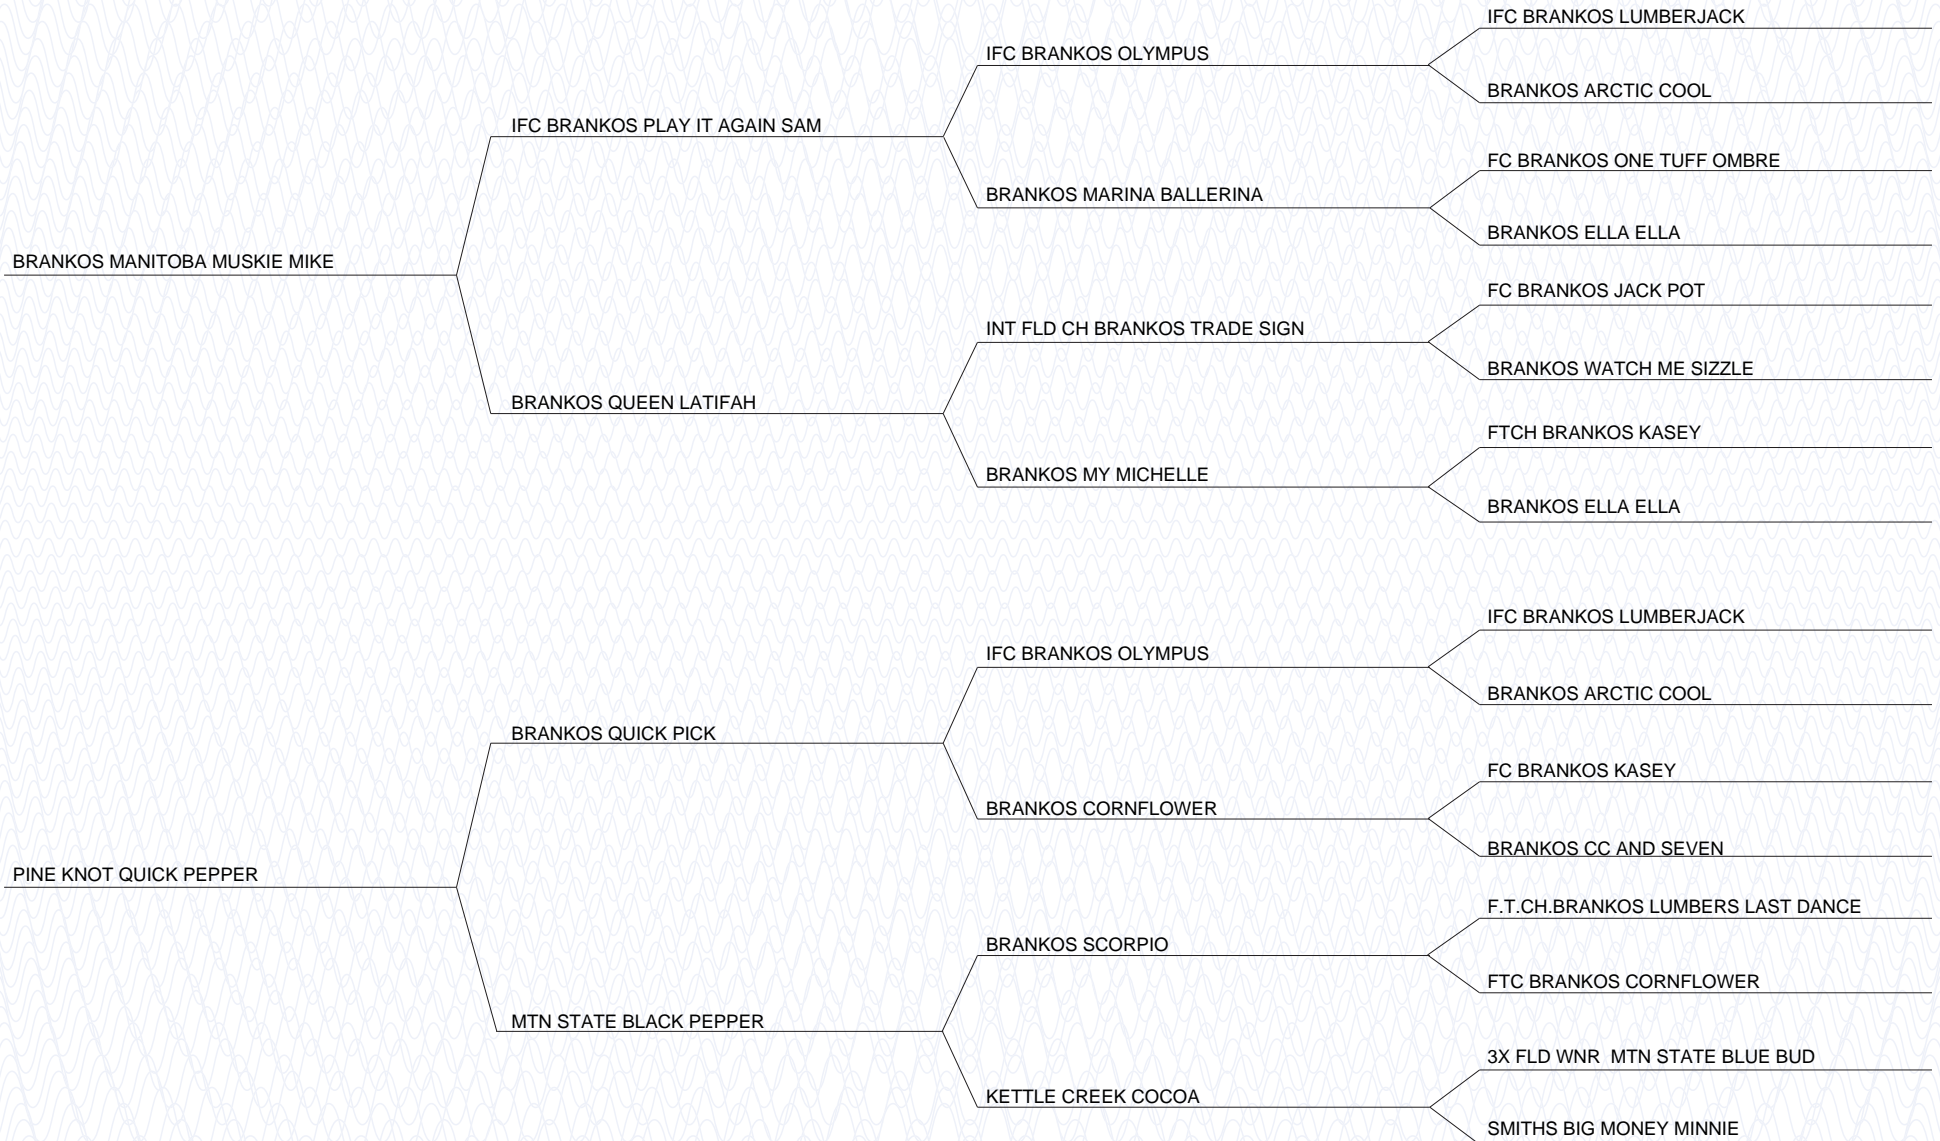 IFC BRANKOS LUMBERJACK
IFC BRANKOS OLYMPUS
BRANKOS ARCTIC COOL
IFC BRANKOS PLAY IT AGAIN SAM
FC BRANKOS ONE TUFF OMBRE
BRANKOS MARINA BALLERINA
BRANKOS ELLA ELLA
BRANKOS MANITOBA MUSKIE MIKE
FC BRANKOS JACK POT
INT FLD CH BRANKOS TRADE SIGN
BRANKOS WATCH ME SIZZLE
BRANKOS QUEEN LATIFAH
FTCH BRANKOS KASEY
BRANKOS MY MICHELLE
BRANKOS ELLA ELLA
IFC BRANKOS LUMBERJACK
IFC BRANKOS OLYMPUS
BRANKOS ARCTIC COOL
BRANKOS QUICK PICK
FC BRANKOS KASEY
BRANKOS CORNFLOWER
BRANKOS CC AND SEVEN
PINE KNOT QUICK PEPPER
F.T.CH.BRANKOS LUMBERS LAST DANCE
BRANKOS SCORPIO
FTC BRANKOS CORNFLOWER
MTN STATE BLACK PEPPER
3X FLD WNR  MTN STATE BLUE BUD
KETTLE CREEK COCOA
SMITHS BIG MONEY MINNIE